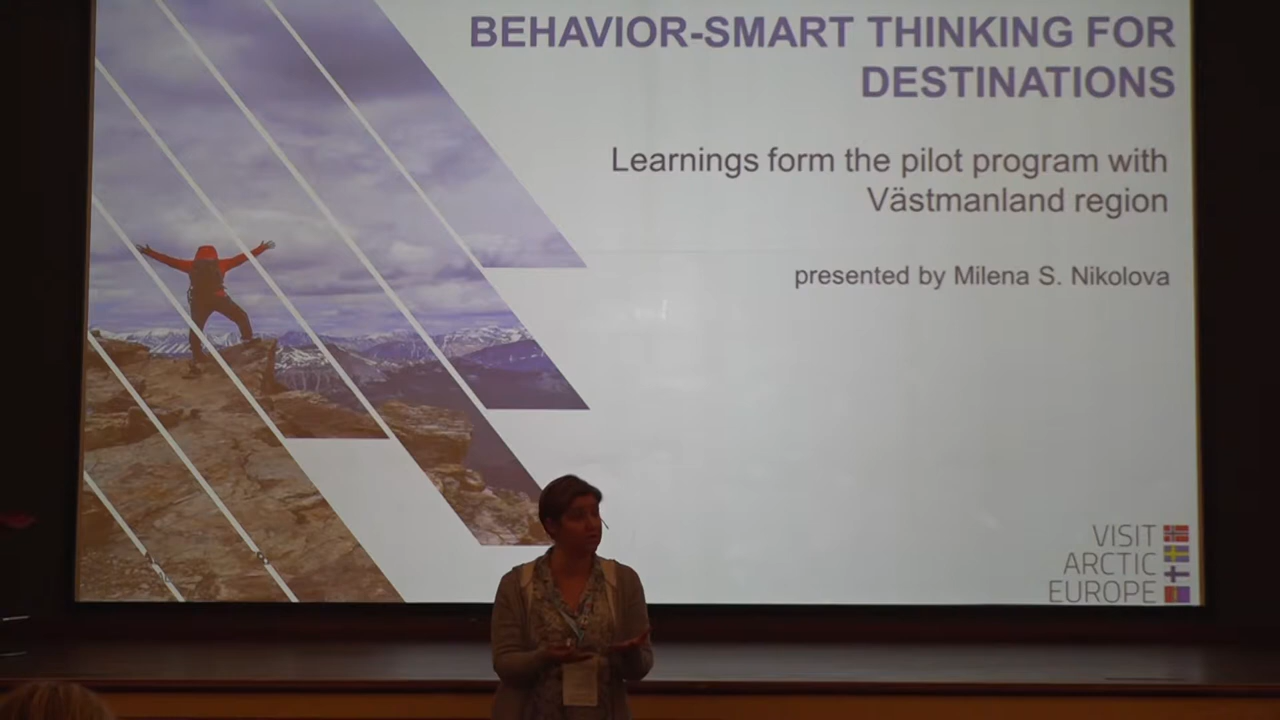 BEHAVIOR-SMART THINKING FOR
DESTINATIONS
Learnings form the pilot program with
Västmanland region
presented by Milena S. Nikolova
VISIT
ARCTIC
EUROPE